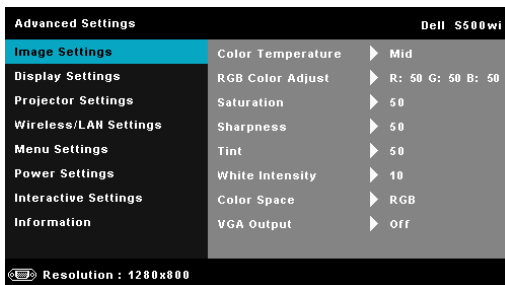 Advanced Settings Dell S500wi
Image Settings Color Temperature Mid
Display Settings RGB Color Adjust R: 50 G: 50 B: 50
Projector Settings Saturation 50
Wireless/LAN Settings Sharpness 50
Menu Settings Tint 50
Power Settings White Intensity 10
Interactive Settings Color Space RGB
Information VGA Output Off
Resolution : 1280x800